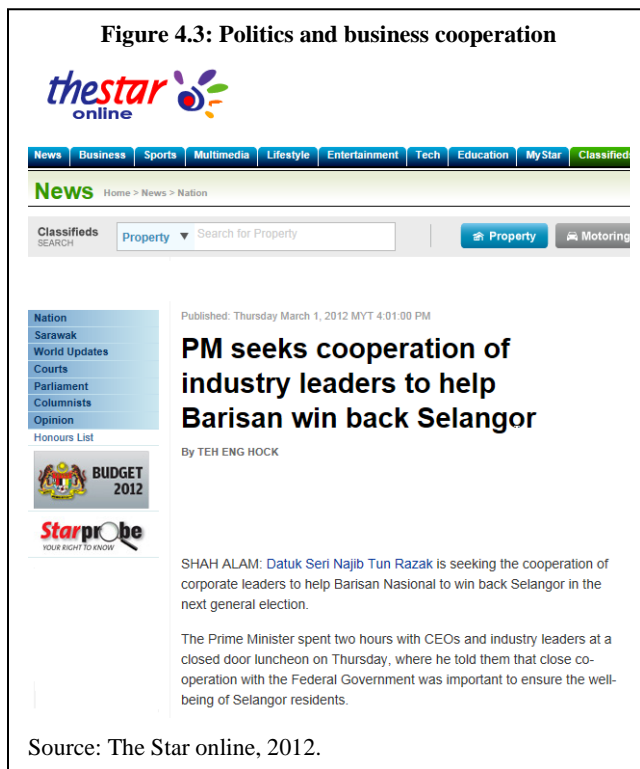 Figure 4.3: Politics and business cooperation
thestar
online
News Business Sports Multimedia Lifestyle Entertainment Tech Education MyStar Classifieds
News Home > News > Nation
Classifieds
SEARCH
Property ▼ Search for Property
Property
Motoring
Nation
Sarawak
World Updates
Courts
Parliament
Columnists
Opinion
Honours List
BUDGET
2012
Starprobe
YOUR RIGHT TO KNOW
Published: Thursday March 1, 2012 MYT 4:01:00 PM
PM seeks cooperation of
industry leaders to help
Barisan win back Selangor
By TEH ENG HOCK
SHAH ALAM: Datuk Seri Najib Tun Razak is seeking the cooperation of
corporate leaders to help Barisan Nasional to win back Selangor in the
next general election.
The Prime Minister spent two hours with CEOs and industry leaders at a
closed door luncheon on Thursday, where he told them that close co-
operation with the Federal Government was important to ensure the well-
being of Selangor residents.
Source: The Star online, 2012.